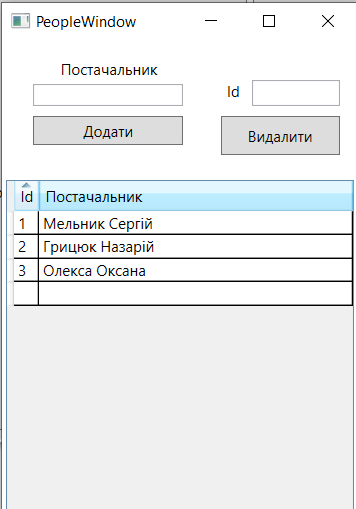 PeopleWindow
Постачальник
Id
Додати
Видалити
Id Постачальник
1 Мельник Сергій
2 Грицюк Назарій
3 Олекса Оксана